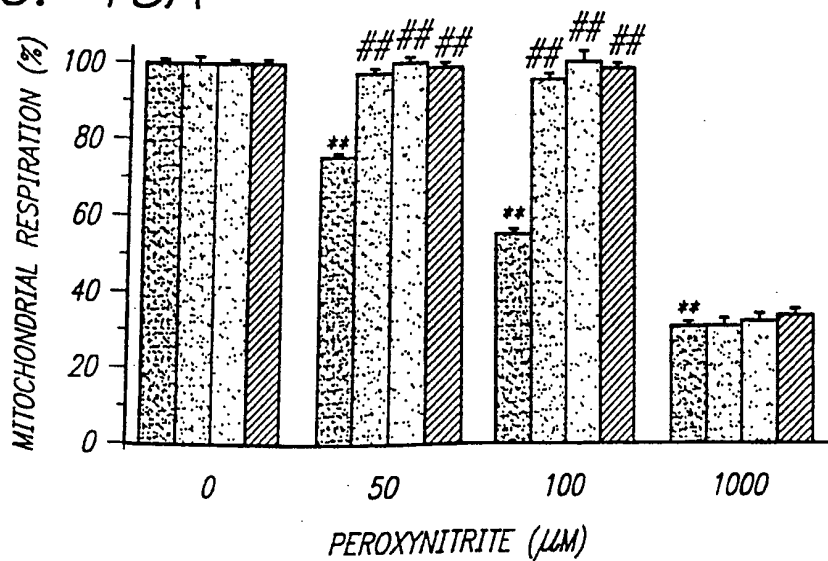 ## ## ##
## ## ##
** ** **
MITOCHONDRIAL RESPIRATION (%)
100
80
60
40
20
0
0 50 100 1000
PEROXYNITRITE (μM)